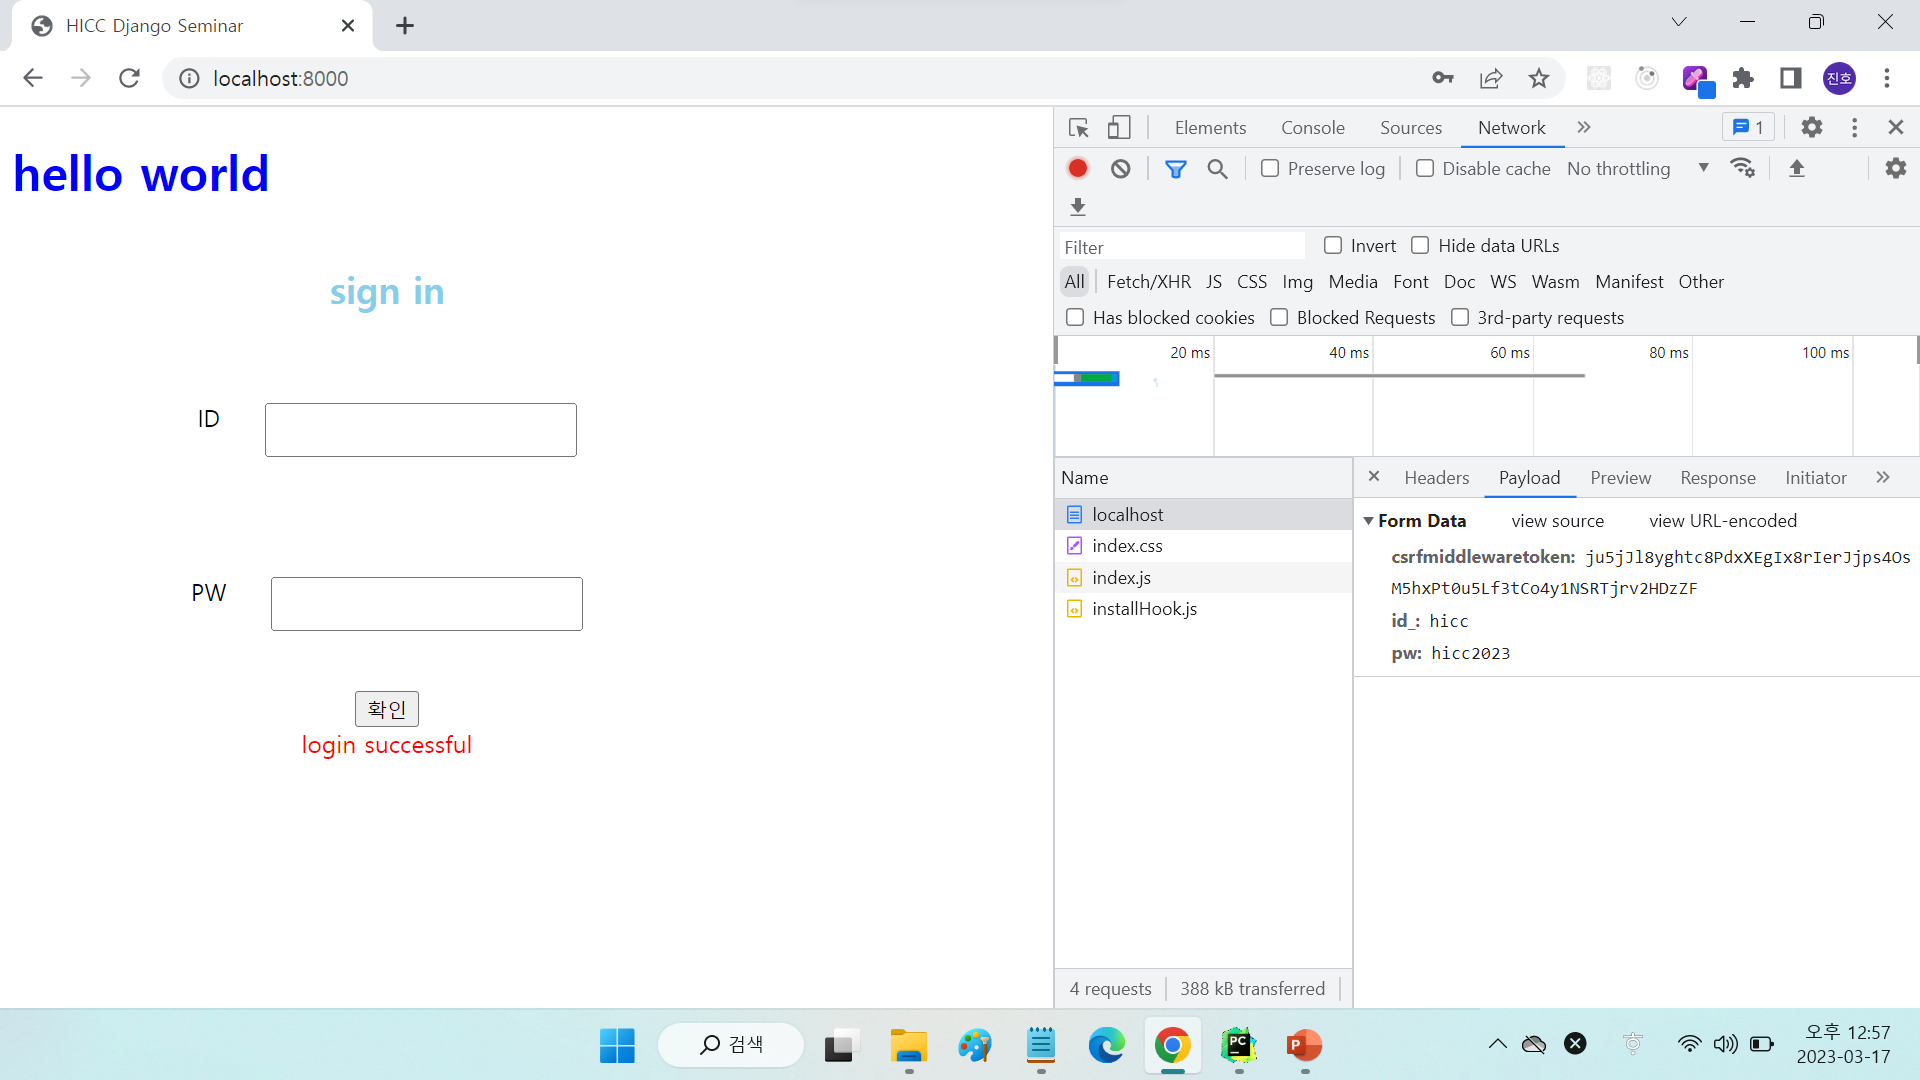 HICC Django Seminar
localhost:8000
진호
hello world
sign in
ID
PW
확인
login successful
Elements Console Sources Network 1
Preserve log Disable cache No throttling
Filter Invert Hide data URLs
All Fetch/XHR JS CSS Img Media Font Doc WS Wasm Manifest Other
Has blocked cookies Blocked Requests 3rd-party requests
20 ms 40 ms 60 ms 80 ms 100 ms
Name
localhost
index.css
index.js
installHook.js
4 requests 388 kB transferred
Headers Payload Preview Response Initiator
Form Data view source view URL-encoded
csrfmiddlewaretoken: ju5jJl8yghtc8PdxXEgIx8rIerJjps4Os
M5hxPt0u5Lf3tCo4y1NSRTjrv2HDzZF
id_: hicc
pw: hicc2023
검색
PC
P
한
오후 12:57
2023-03-17